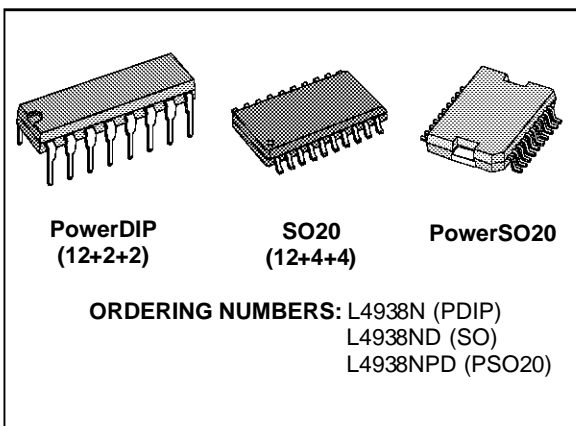 PowerDIP
(12+2+2)
SO20
(12+4+4)
PowerSO20
ORDERING NUMBERS: L4938N (PDIP)
L4938ND (SO)
L4938NPD (PSO20)